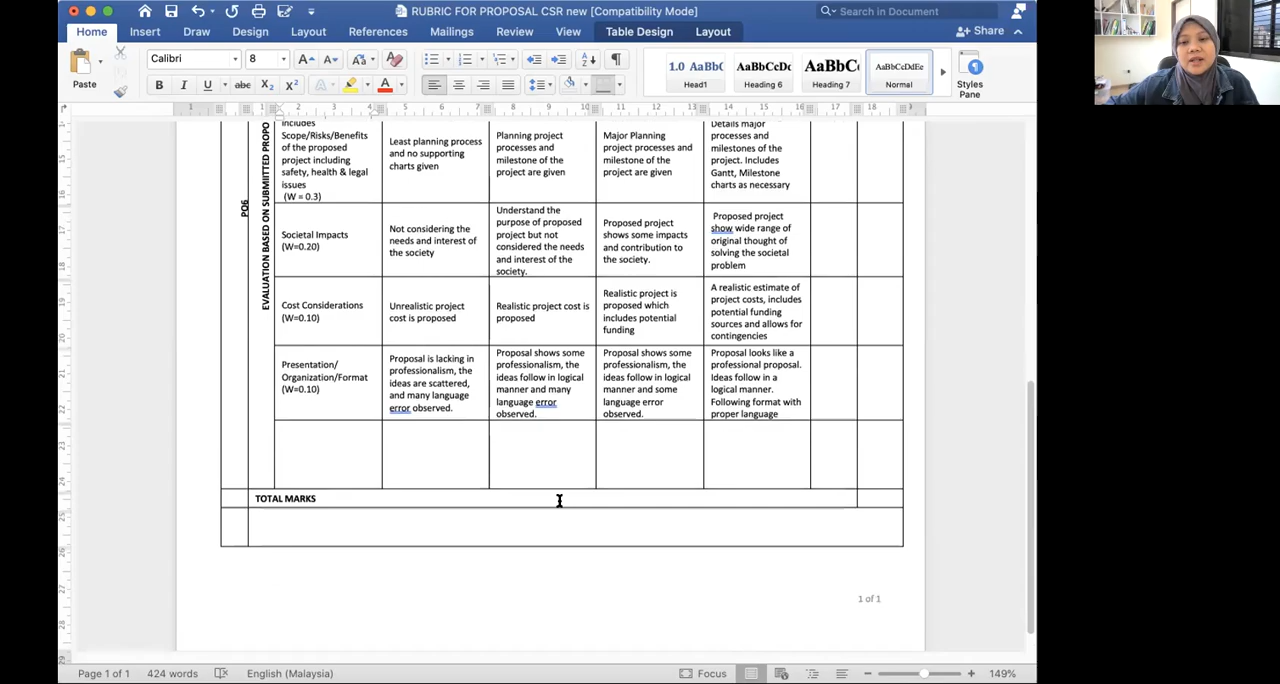 RUBRIC FOR PROPOSAL CSR new [Compatibility Mode]
Search in Document
Home Insert Draw Design Layout References Mailings Review View Table Design Layout
Share
Paste
Calibri
8
B I U abc X₂ X² A A
1.0 AaBbC
Head1
AaBbCcDc
Heading 6
AaBbCc
Heading 7
AaBbCcDdEe
Normal
Styles
Pane
EVALUATION BASED ON SUBMITTED PROPO
PO6
includes
Scope/Risks/Benefits
of the proposed
project including
safety, health & legal
issues
(W = 0.3)
Least planning process
and no supporting
charts given
Planning project
processes and
milestone of the
project are given
Major Planning
project processes and
milestone of the
project are given
Details major
processes and
milestones of the
project. Includes
Gantt, Milestone
charts as necessary
Societal Impacts
(W=0.20)
Not considering the
needs and interest of
the society
Understand the
purpose of proposed
project but not
considered the needs
and interest of the
society.
Proposed project
shows some impacts
and contribution to
the society.
Proposed project
show wide range of
original thought of
solving the societal
problem
Cost Considerations
(W=0.10)
Unrealistic project
cost is proposed
Realistic project cost is
proposed
Realistic project is
proposed which
includes potential
funding
A realistic estimate of
project costs, includes
potential funding
sources and allows for
contingencies
Presentation/
Organization/Format
(W=0.10)
Proposal is lacking in
professionalism, the
ideas are scattered,
and many language
error observed.
Proposal shows some
professionalism, the
ideas follow in logical
manner and many
language error
observed.
Proposal shows some
professionalism, the
ideas follow in logical
manner and some
language error
observed.
Proposal looks like a
professional proposal.
Ideas follow in a
logical manner.
Following format with
proper language
TOTAL MARKS
1 of 1
Page 1 of 1 424 words English (Malaysia) Focus 149%